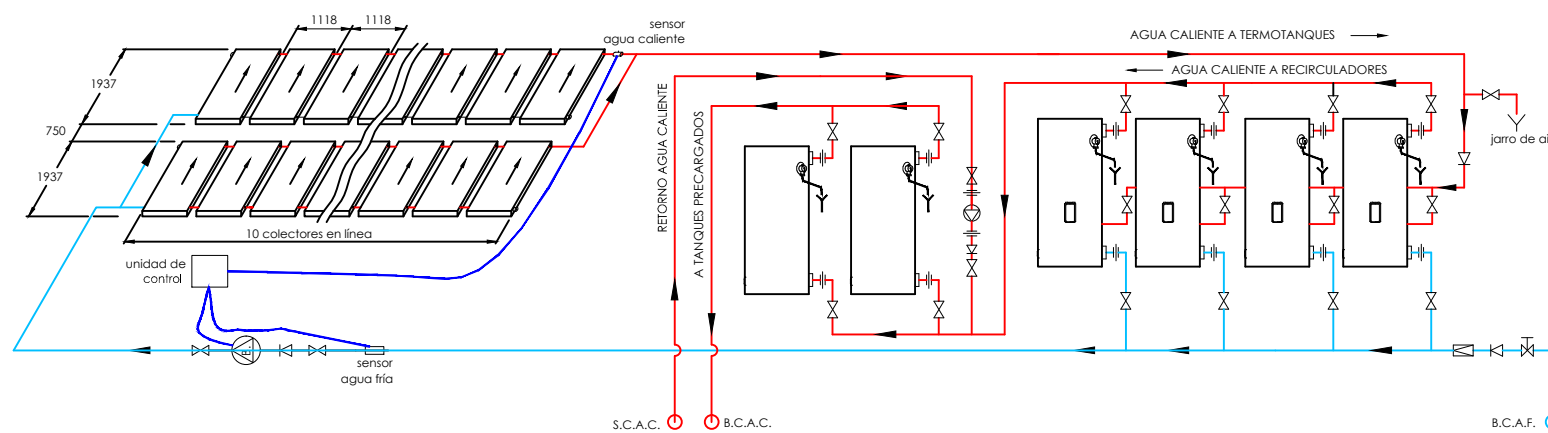 1118
1118
sensor
agua caliente
AGUA CALIENTE A TERMOTANQUES
AGUA CALIENTE A RECIRCULADORES
1937
750
1937
RETORNO AGUA CALIENTE
A TANQUES PRECARGADOS
jarro de ai
10 colectores en línea
unidad de
control
B.
sensor
agua fría
S.C.A.C.
B.C.A.C.
B.C.A.F.